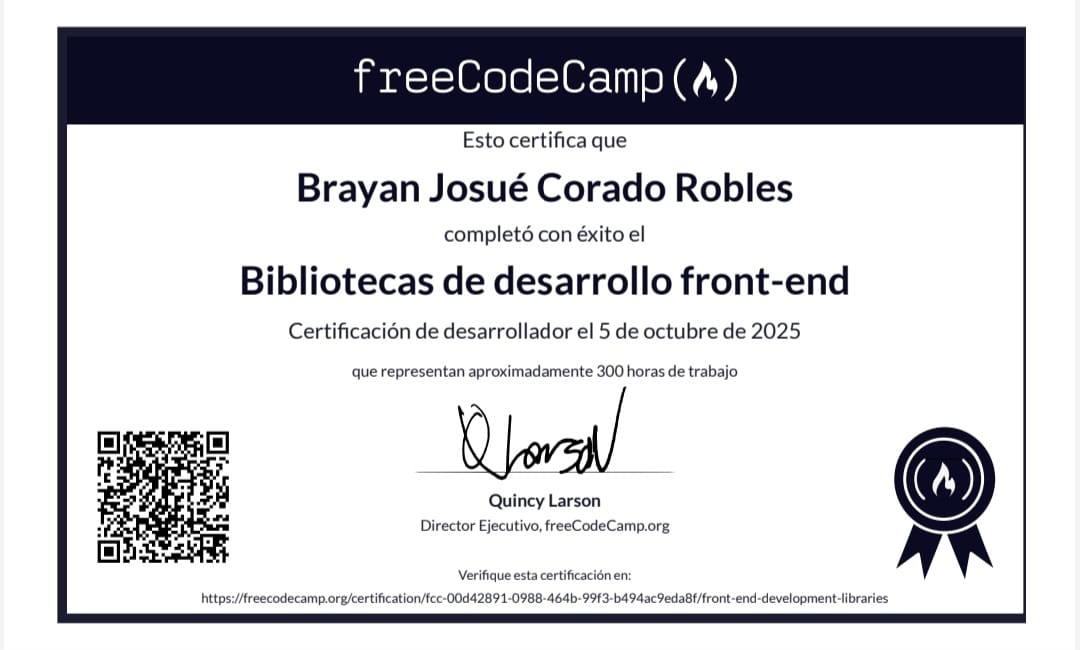 freeCodeCamp
Esto certifica que
Brayan Josué Corado Robles
completó con éxito el
Bibliotecas de desarrollo front-end
Certificación de desarrollador el 5 de octubre de 2025
que representan aproximadamente 300 horas de trabajo
QLarson
Quincy Larson
Director Ejecutivo, freeCodeCamp.org
Verifique esta certificación en:
https://freecodecamp.org/certification/fcc-00d42891-0988-464b-99f3-b494ac9eda8f/front-end-development-libraries